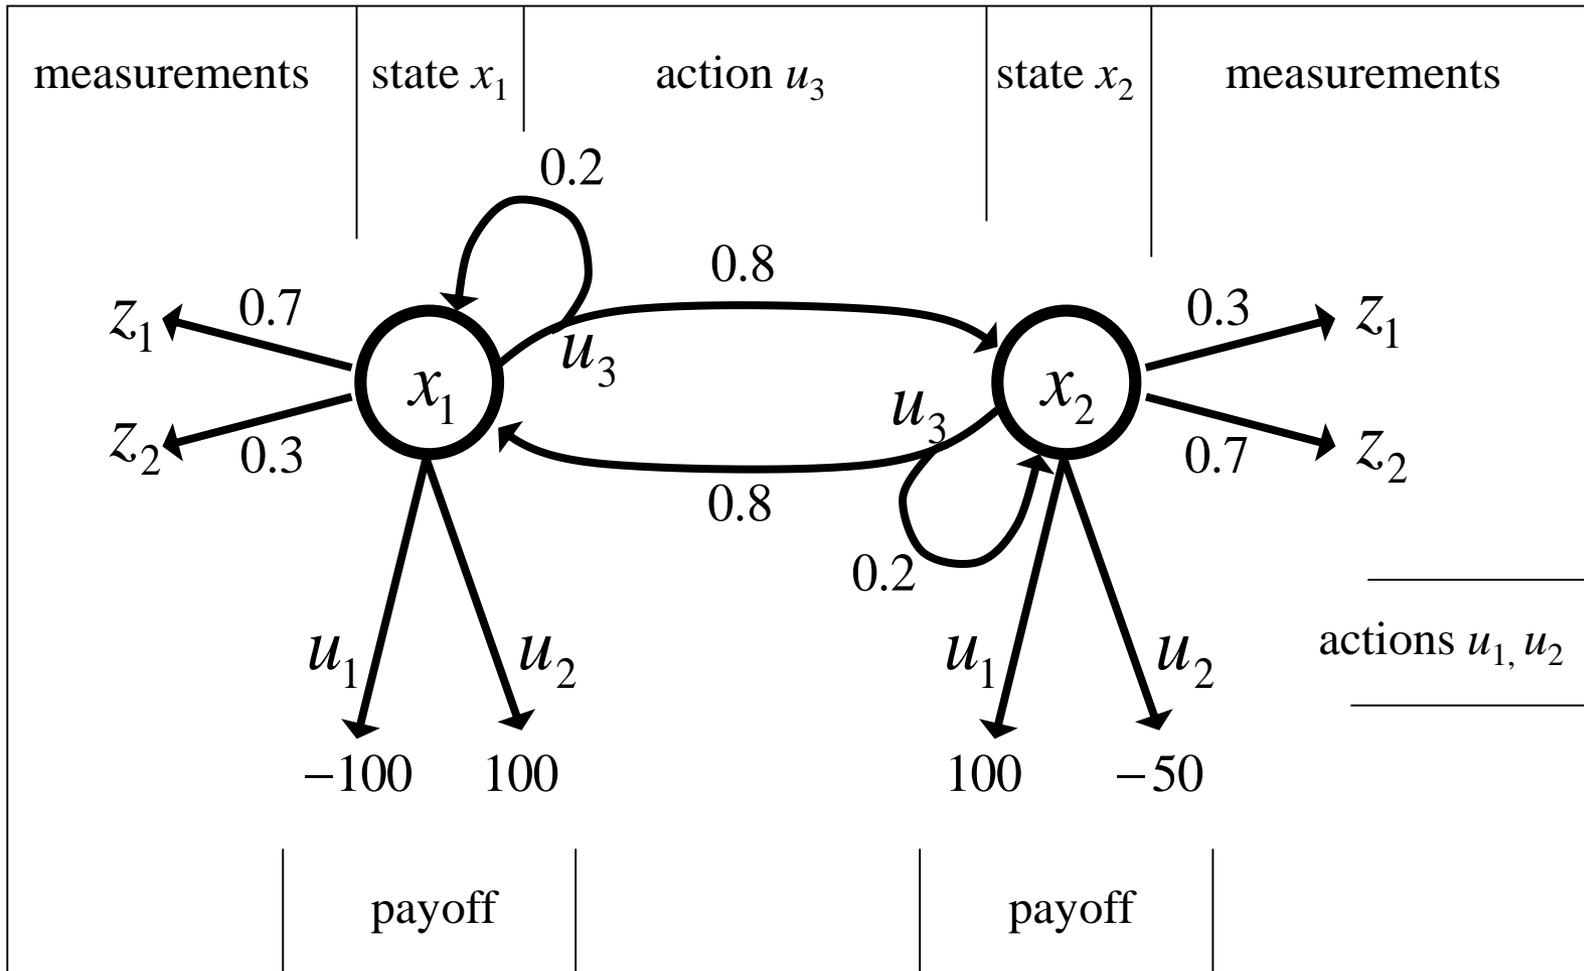 measurements
state x₁
action u₃
state x₂
measurements
0.2
0.8
0.7
0.3
z₁
z₁
u₃
x₁
x₂
u₃
z₂
z₂
0.3
0.7
0.8
0.2
u₁
u₂
u₁
u₂
actions u₁, u₂
−100
100
100
−50
payoff
payoff